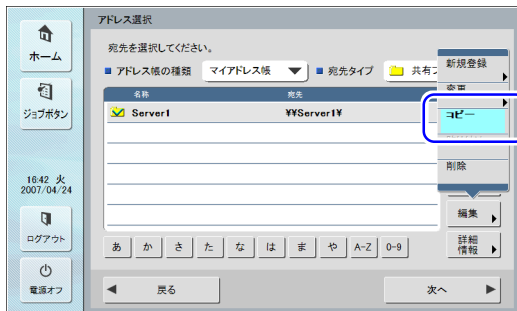 アドレス選択
ホーム
宛先を選択してください。
アドレス帳の種類 マイアドレス帳 宛先タイプ 共有フ
新規登録
変更
コピー
削除
名称 宛先
Server1 ¥¥Server1¥
ジョブボタン
16:42 火
2007/04/24
編集
ログアウト
あ か さ た な は ま や A-Z 0-9
詳細
情報
電源オフ
戻る 次へ